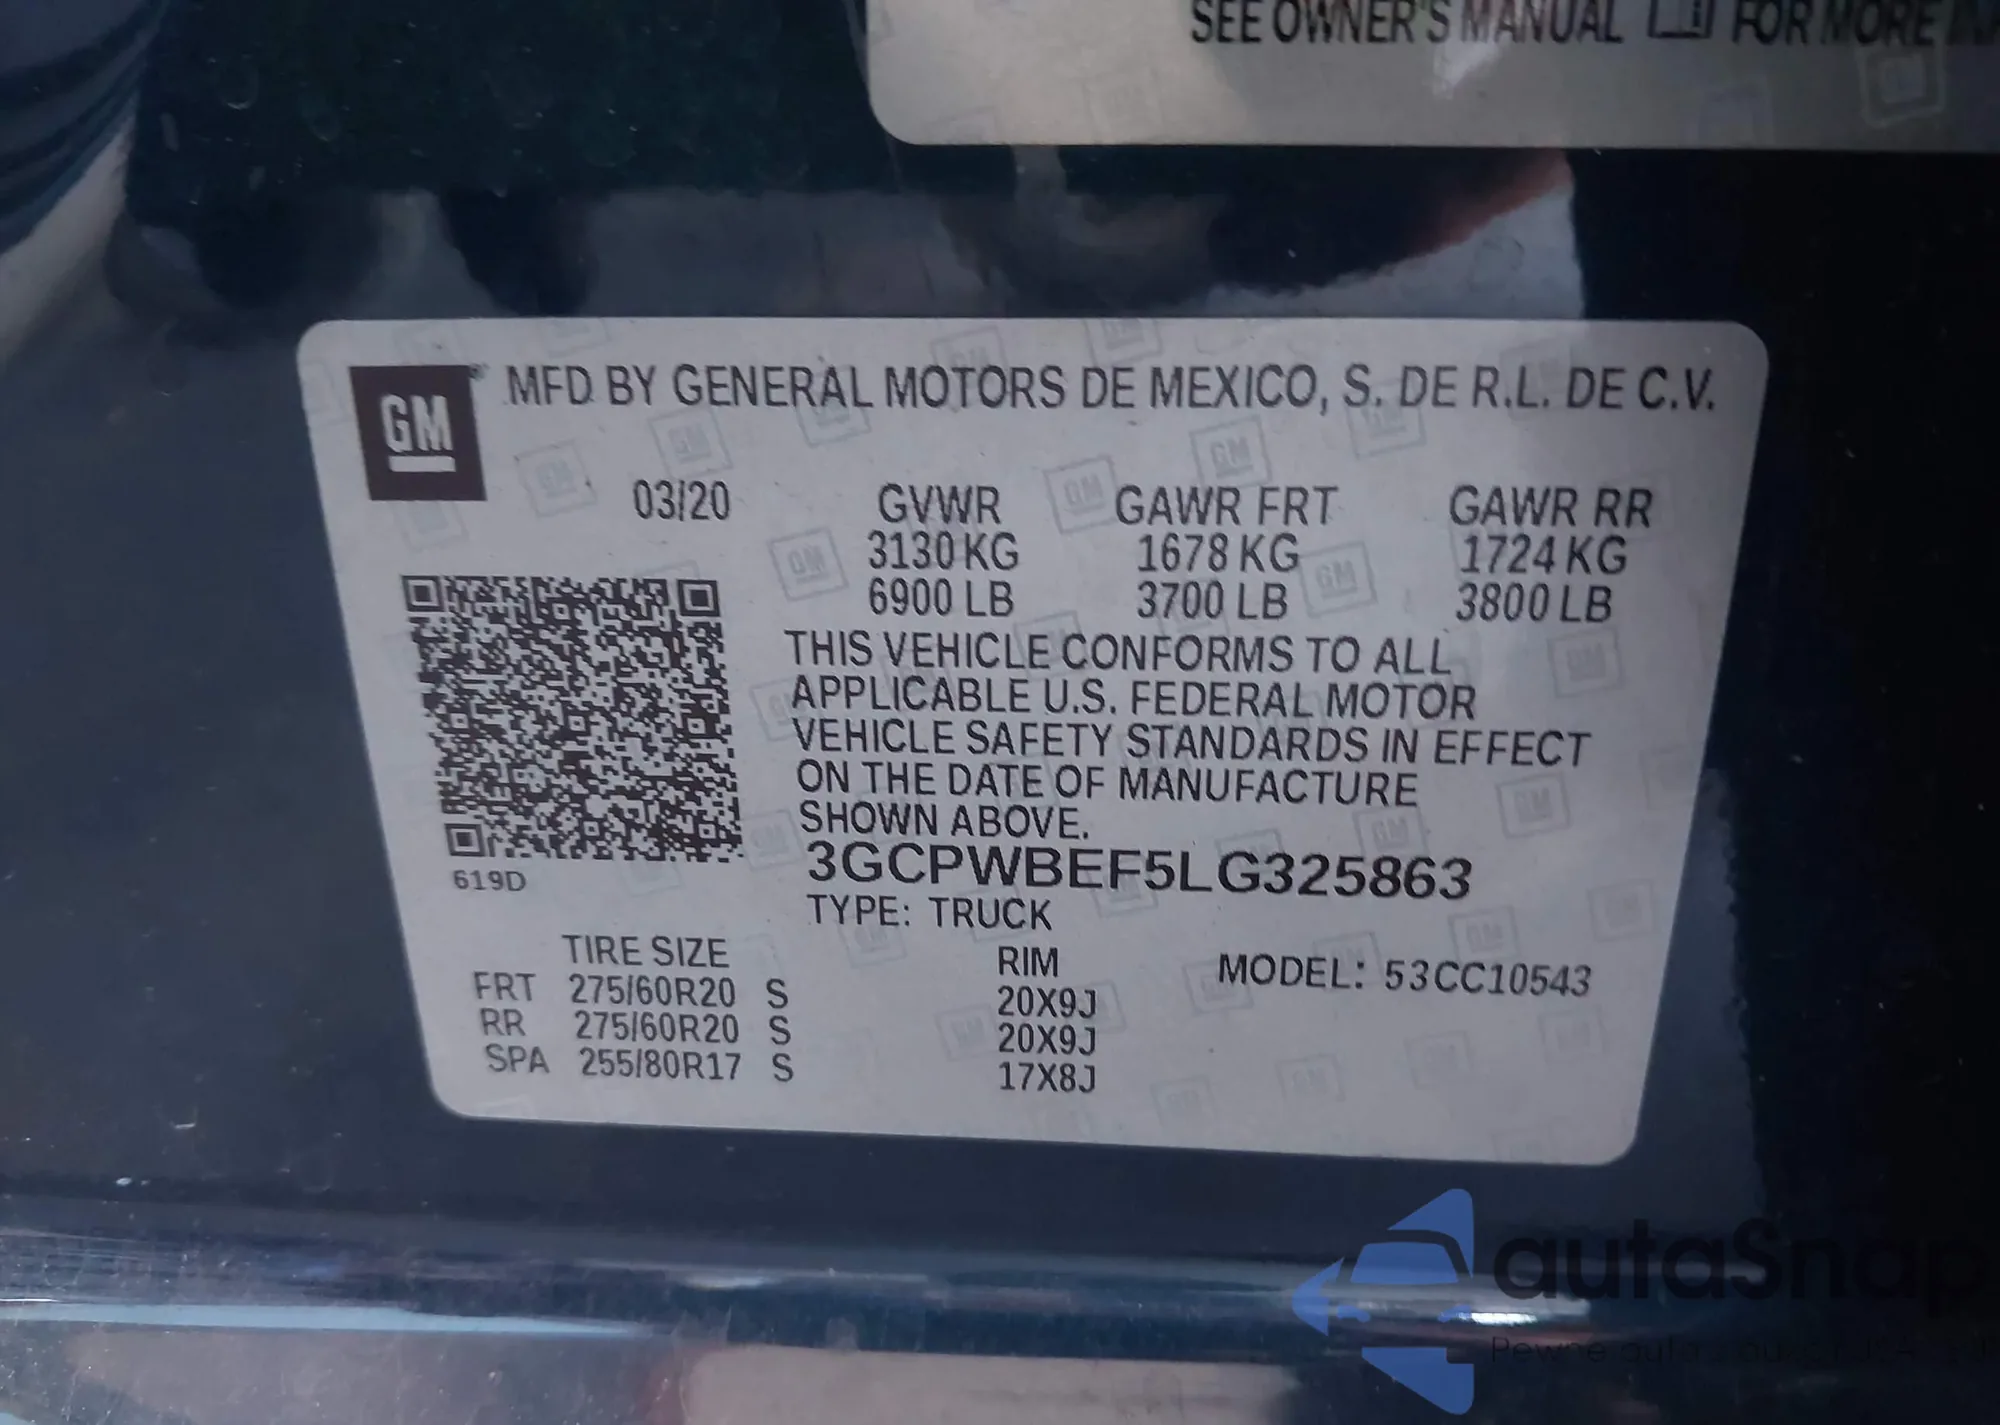 SEE OWNER'S MANUAL FOR MORE
GM
MFD BY GENERAL MOTORS DE MEXICO, S. DE R.L. DE C.V.
03/20 GVWR GAWR FRT GAWR RR
3130 KG 1678 KG 1724 KG
6900 LB 3700 LB 3800 LB
THIS VEHICLE CONFORMS TO ALL
APPLICABLE U.S. FEDERAL MOTOR
VEHICLE SAFETY STANDARDS IN EFFECT
ON THE DATE OF MANUFACTURE
SHOWN ABOVE.
3GCPWBEF5LG325863
619D
TYPE: TRUCK
TIRE SIZE RIM MODEL: 53CC10543
FRT 275/60R20 S 20X9J
RR 275/60R20 S 20X9J
SPA 255/80R17 S 17X8J
autaSnap